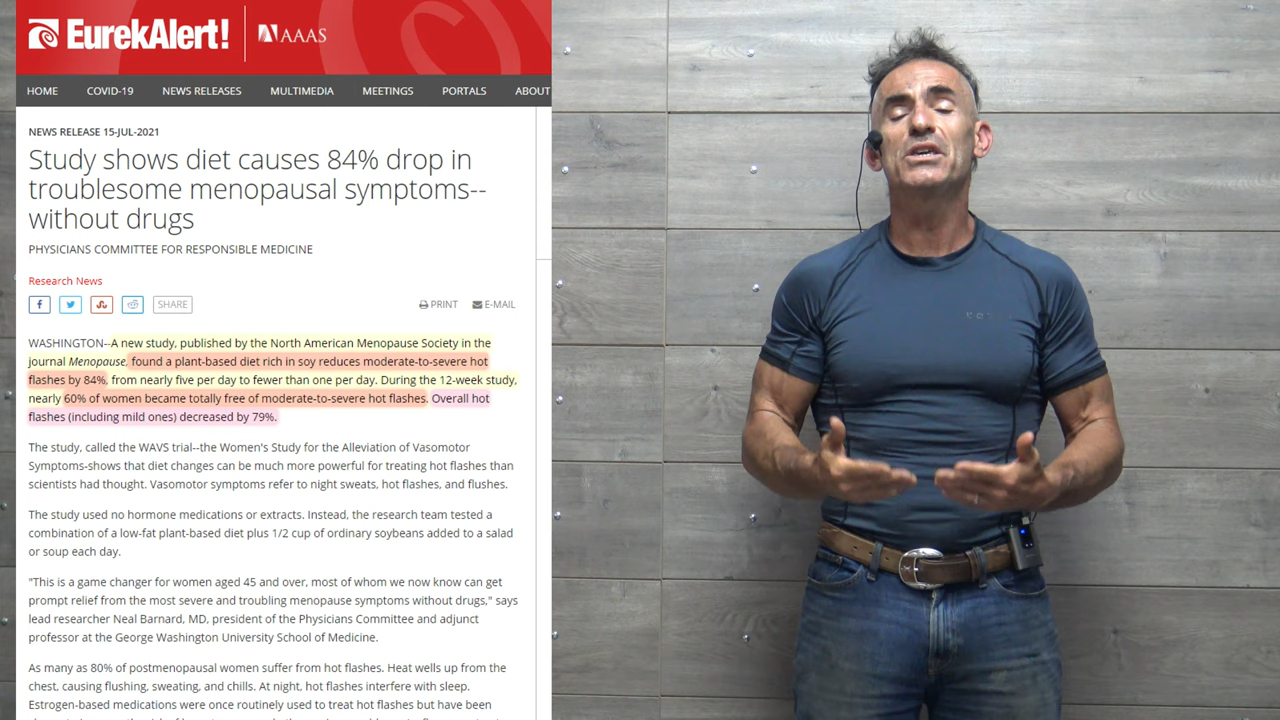 EurekAlert! AAAS
HOME COVID-19 NEWS RELEASES MULTIMEDIA MEETINGS PORTALS ABOUT
NEWS RELEASE 15-JUL-2021
Study shows diet causes 84% drop in
troublesome menopausal symptoms--
without drugs
PHYSICIANS COMMITTEE FOR RESPONSIBLE MEDICINE
Research News
SHARE PRINT E-MAIL
WASHINGTON--A new study, published by the North American Menopause Society in the
journal Menopause, found a plant-based diet rich in soy reduces moderate-to-severe hot
flashes by 84%, from nearly five per day to fewer than one per day. During the 12-week study,
nearly 60% of women became totally free of moderate-to-severe hot flashes. Overall hot
flashes (including mild ones) decreased by 79%.
The study, called the WAVS trial--the Women's Study for the Alleviation of Vasomotor
Symptoms-shows that diet changes can be much more powerful for treating hot flashes than
scientists had thought. Vasomotor symptoms refer to night sweats, hot flashes, and flushes.
The study used no hormone medications or extracts. Instead, the research team tested a
combination of a low-fat plant-based diet plus 1/2 cup of ordinary soybeans added to a salad
or soup each day.
"This is a game changer for women aged 45 and over, most of whom we now know can get
prompt relief from the most severe and troubling menopause symptoms without drugs," says
lead researcher Neal Barnard, MD, president of the Physicians Committee and adjunct
professor at the George Washington University School of Medicine.
As many as 80% of postmenopausal women suffer from hot flashes. Heat wells up from the
chest, causing flushing, sweating, and chills. At night, hot flashes interfere with sleep.
Estrogen-based medications were once routinely used to treat hot flashes but have been